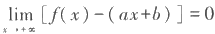 lim [f(x)-(ax+b)]=0
x→+∞